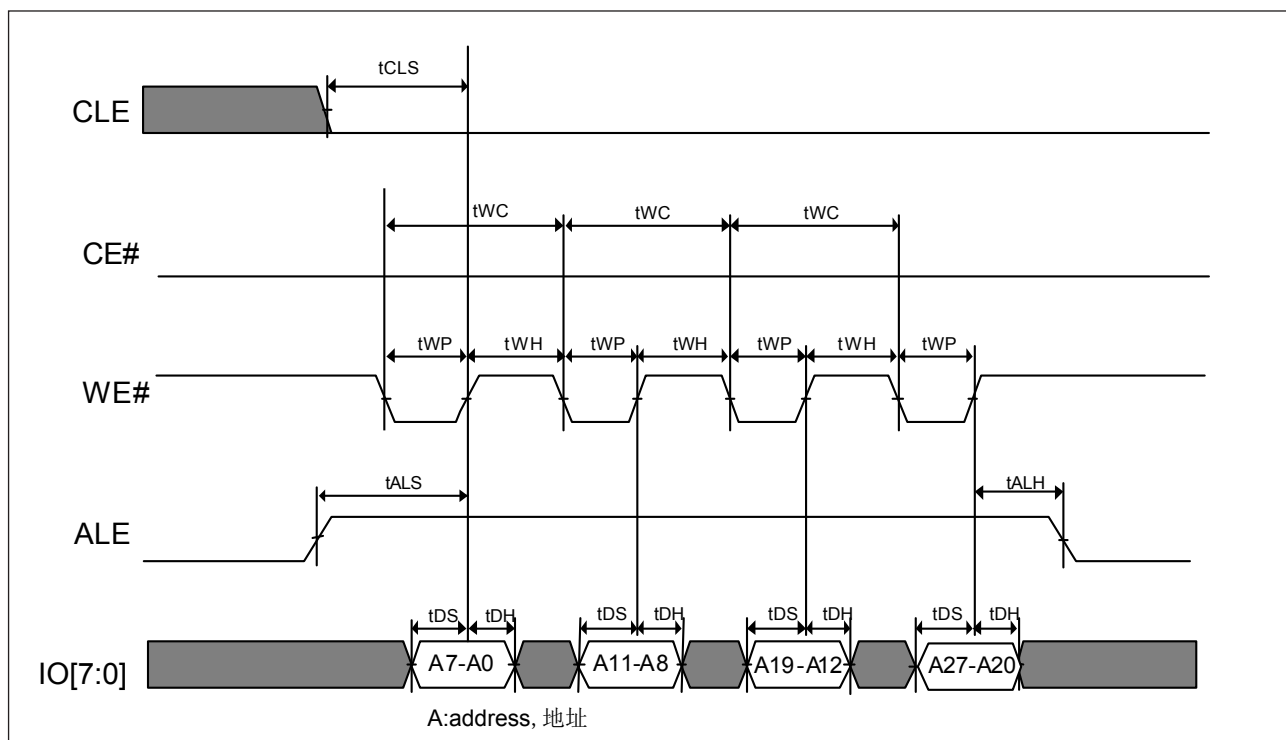 tCLS
CLE
tWC tWC tWC
CE#
tWP tWH tWP tWH tWP tWH tWP
WE#
tALS tALH
ALE
tDS tDH tDS tDH tDS tDH tDS tDH
IO[7:0] A7-A0 A11-A8 A19-A12 A27-A20
A:address, 地址